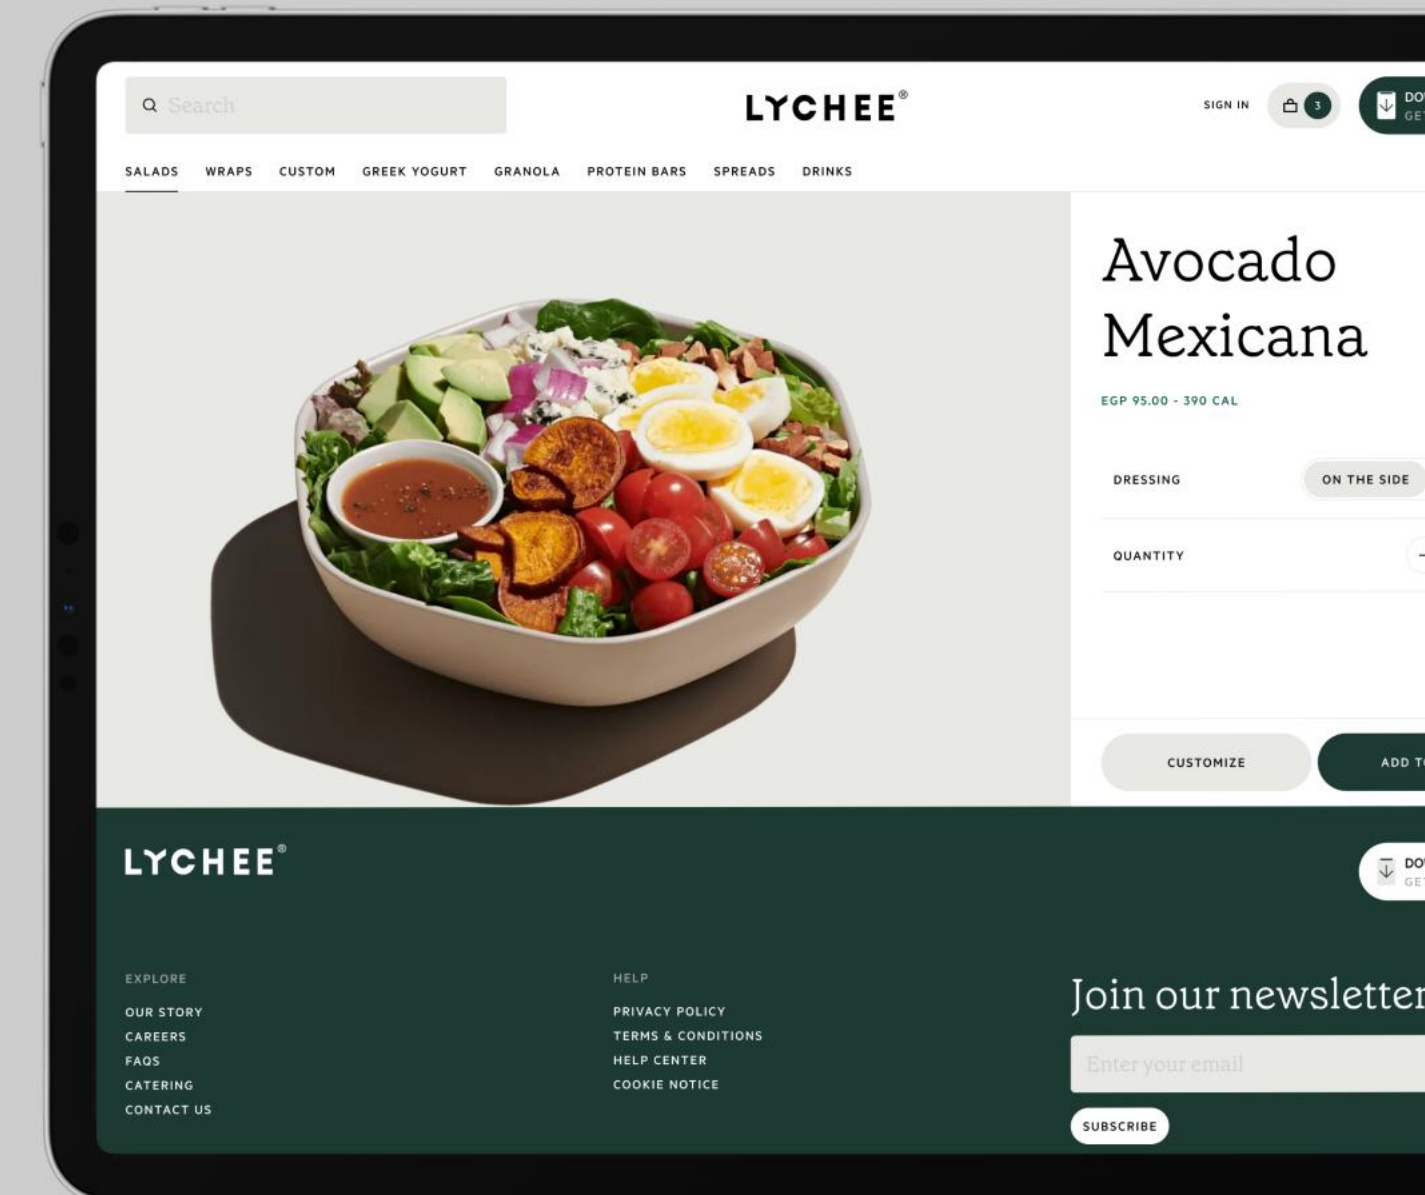 Search
LYCHEE®
SIGN IN
3
SALADS WRAPS CUSTOM GREEK YOGURT GRANOLA PROTEIN BARS SPREADS DRINKS
Avocado
Mexicana
EGP 95.00 - 390 CAL
DRESSING
ON THE SIDE
QUANTITY
CUSTOMIZE
ADD
LYCHEE®
EXPLORE
OUR STORY
CAREERS
FAQS
CATERING
CONTACT US
HELP
PRIVACY POLICY
TERMS & CONDITIONS
HELP CENTER
COOKIE NOTICE
Join our newsletter
Enter your email
SUBSCRIBE